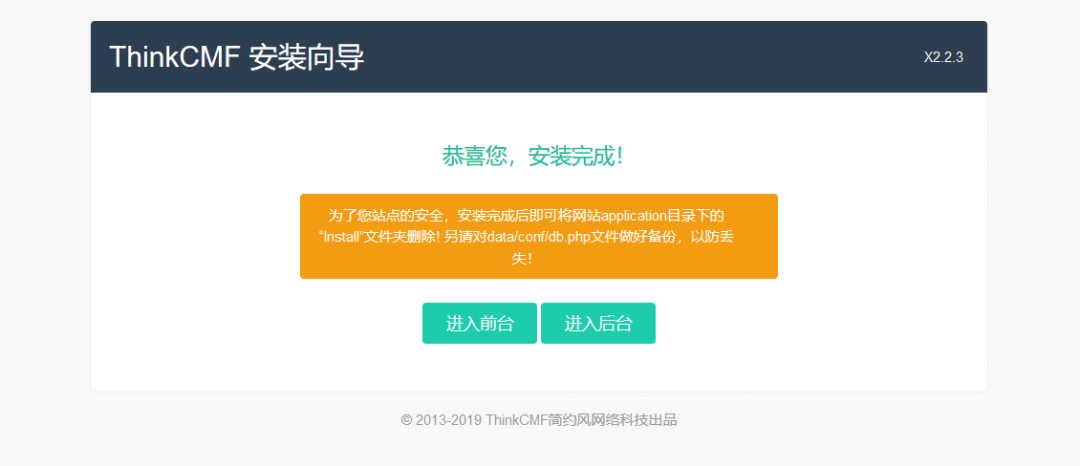 ThinkCMF 安装向导
X2.2.3
恭喜您，安装完成！
为了您站点的安全，安装完成后即可将网站application目录下的
“Install”文件夹删除! 另请对data/conf/db.php文件做好备份，以防丢
失！
进入前台 进入后台
© 2013-2019 ThinkCMF简约风网络科技出品